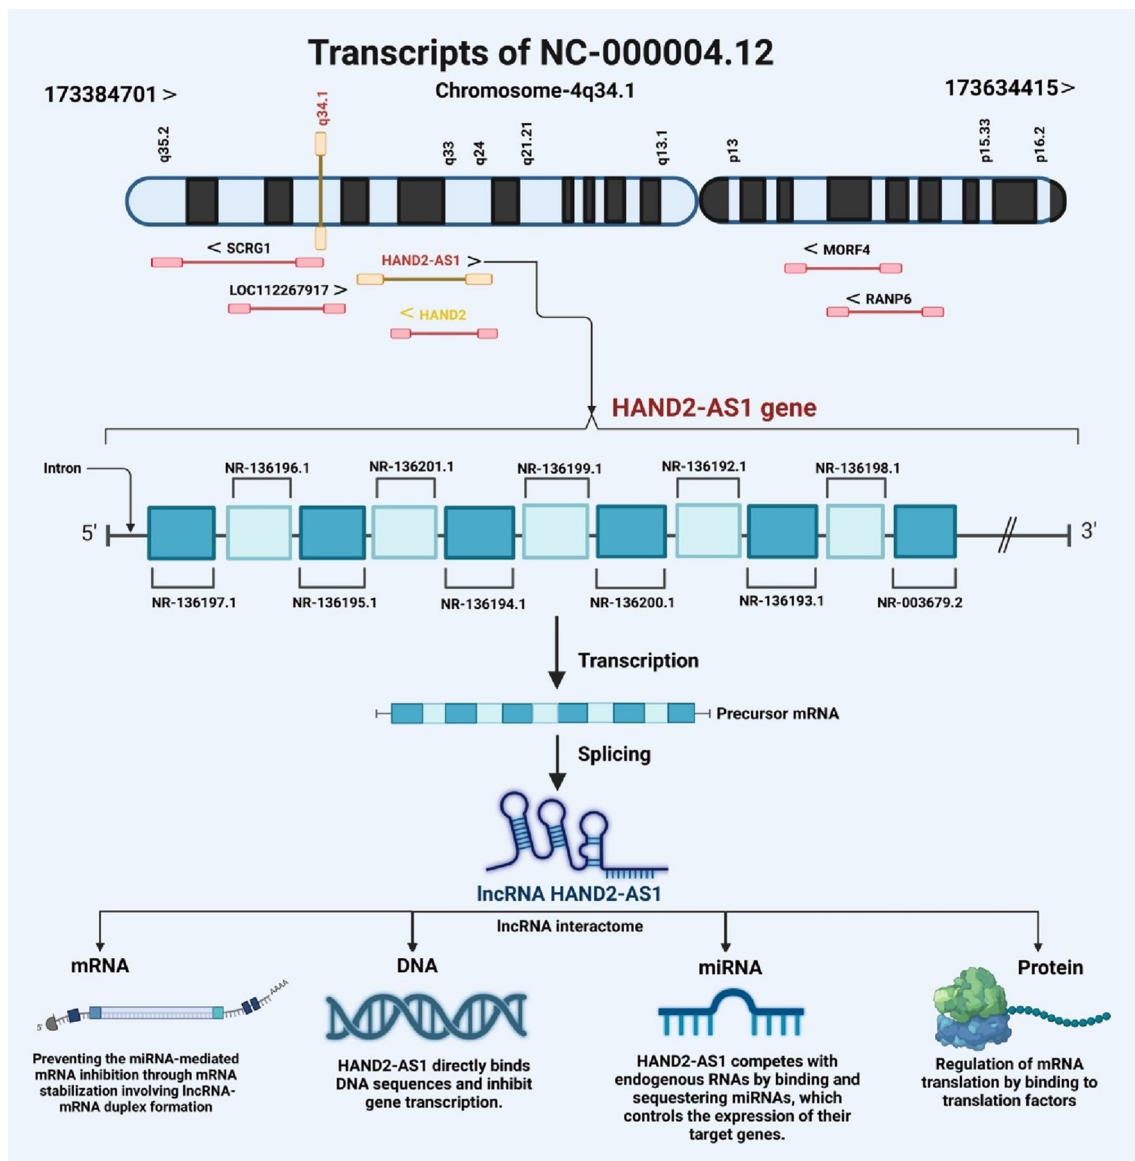 Transcripts of NC-000004.12
Chromosome-4q34.1
173384701 >
173634415>
q35.2
q34.1
q33
q24
q21.21
q13.1
p13
p15.33
p16.2
< SCRG1
HAND2-AS1 >
< MORF4
LOC112267917 >
< HAND2
< RANP6
HAND2-AS1 gene
Intron
NR-136196.1
NR-136201.1
NR-136199.1
NR-136192.1
NR-136198.1
5'
3'
NR-136197.1
NR-136195.1
NR-136194.1
NR-136200.1
NR-136193.1
NR-003679.2
Transcription
Precursor mRNA
Splicing
lncRNA HAND2-AS1
lncRNA interactome
mRNA
DNA
miRNA
Protein
5'
AAAA
Preventing the miRNA-mediated
mRNA inhibition through mRNA
stabilization involving lncRNA-
mRNA duplex formation
HAND2-AS1 directly binds
DNA sequences and inhibit
gene transcription.
HAND2-AS1 competes with
endogenous RNAs by binding and
sequestering miRNAs, which
controls the expression of their
target genes.
Regulation of mRNA
translation by binding to
translation factors